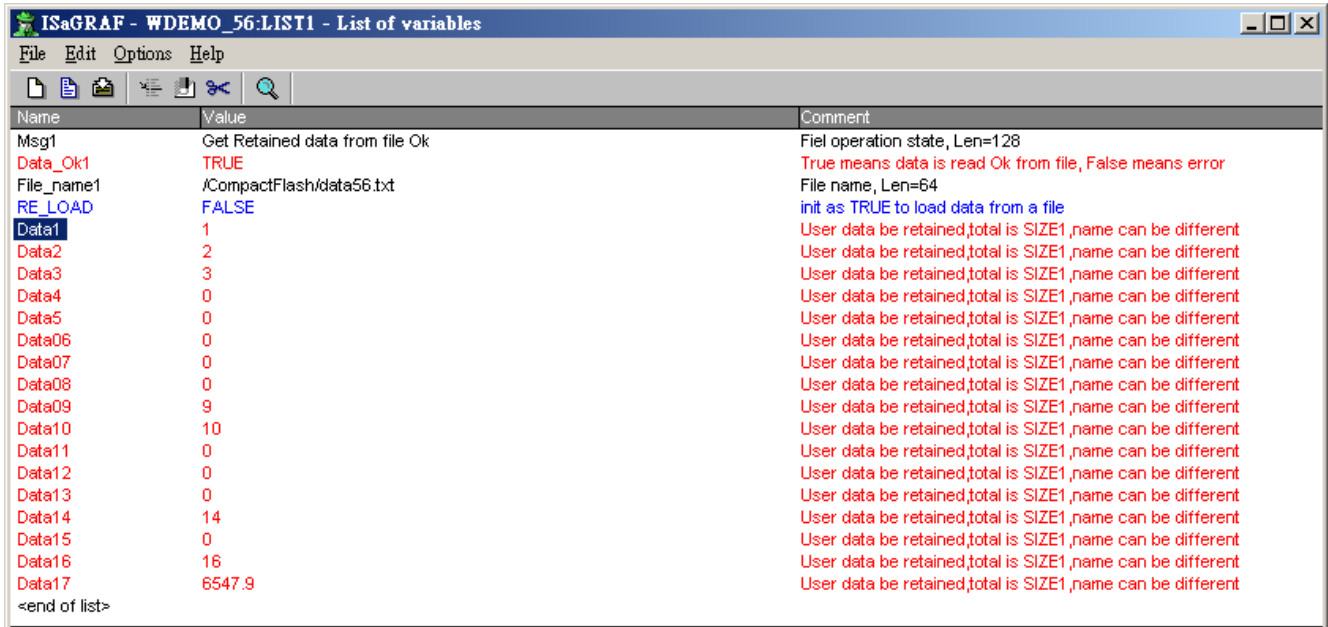 ISaGRAF - WDEMO_56:LIST1 - List of variables
File Edit Options Help
Name Value Comment
Msg1 Get Retained data from file Ok Fiel operation state, Len=128
Data_Ok1 TRUE True means data is read Ok from file, False means error
File_name1 /CompactFlash/data56.txt File name, Len=64
RE_LOAD FALSE init as TRUE to load data from a file
Data1 1 User data be retained,total is SIZE1,name can be different
Data2 2 User data be retained,total is SIZE1,name can be different
Data3 3 User data be retained,total is SIZE1,name can be different
Data4 0 User data be retained,total is SIZE1,name can be different
Data5 0 User data be retained,total is SIZE1,name can be different
Data06 0 User data be retained,total is SIZE1,name can be different
Data07 0 User data be retained,total is SIZE1,name can be different
Data08 0 User data be retained,total is SIZE1,name can be different
Data09 9 User data be retained,total is SIZE1,name can be different
Data10 10 User data be retained,total is SIZE1,name can be different
Data11 0 User data be retained,total is SIZE1,name can be different
Data12 0 User data be retained,total is SIZE1,name can be different
Data13 0 User data be retained,total is SIZE1,name can be different
Data14 14 User data be retained,total is SIZE1,name can be different
Data15 0 User data be retained,total is SIZE1,name can be different
Data16 16 User data be retained,total is SIZE1,name can be different
Data17 6547.9 User data be retained,total is SIZE1,name can be different
<end of list>